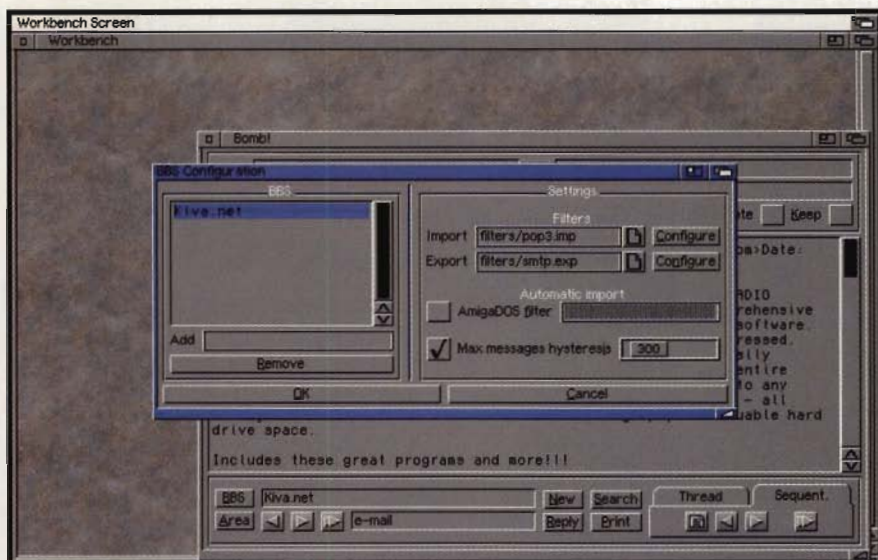 Workbench Screen
Workbench
Bomb!
BBS Configuration
BBS
Kiva.net
Add
Remove
Settings
Filters
Import filters/pop3.imp Configure
Export filters/smtp.exp Configure
Automatic import
AmigaDOS filter
Max messages hysteresis 300
OK
Cancel
Keep
om>Date:
ADIO
rehensive
software.
ressed.
entire
to any
- all
uable hard
drive space.
Includes these great programs and more!!!
BBS Kiva.net New Search Thread Sequent.
Area e-mail Reply Print